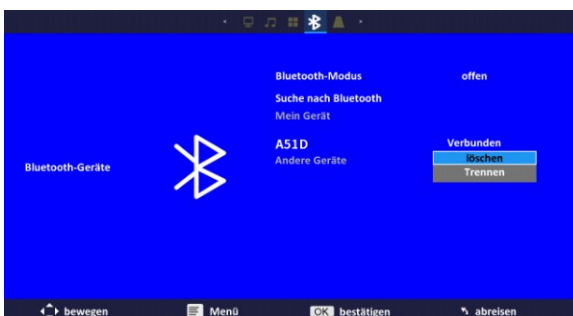 Bluetooth-Modus offen
Suche nach Bluetooth
Mein Gerät
A51D Verbunden
Andere Geräte löschen
Bluetooth-Geräte
Trennen
bewegen Menü OK bestätigen abreisen